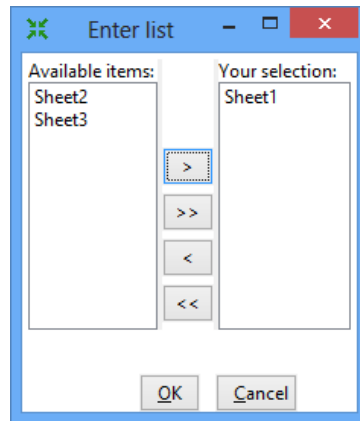 Enter list
Available items:
Your selection:
Sheet2
Sheet3
Sheet1
>
>>
<
<<
OK
Cancel